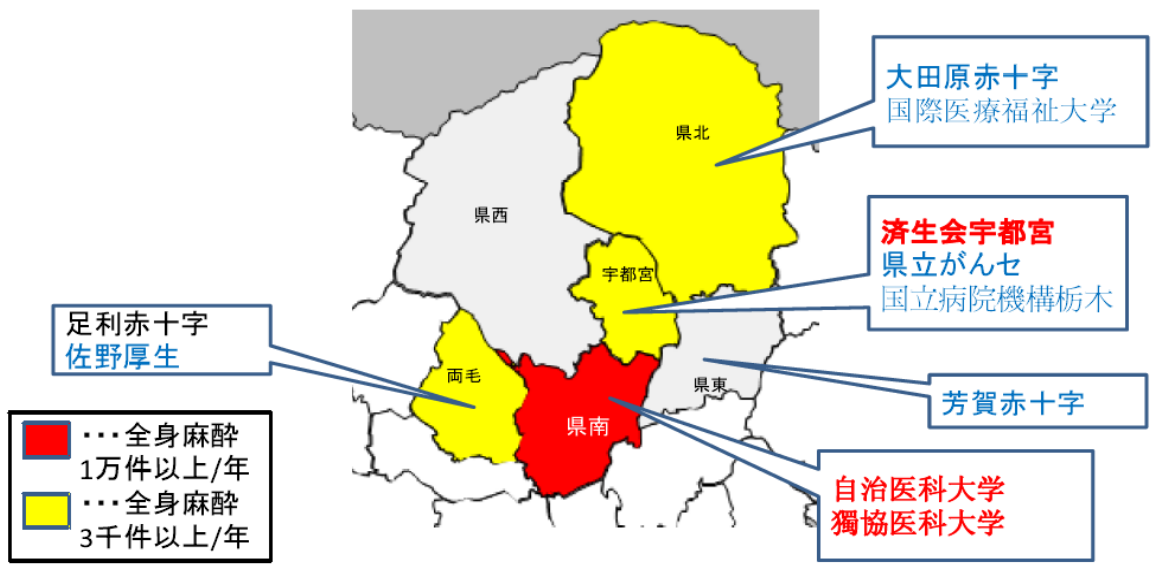 大田原赤十字
国際医療福祉大学
県北
県西
済生会宇都宮
県立がんセ
国立病院機構栃木
宇都宮
足利赤十字
佐野厚生
両毛
県東
芳賀赤十字
県南
･･･全身麻酔
1万件以上/年
･･･全身麻酔
3千件以上/年
自治医科大学
獨協医科大学